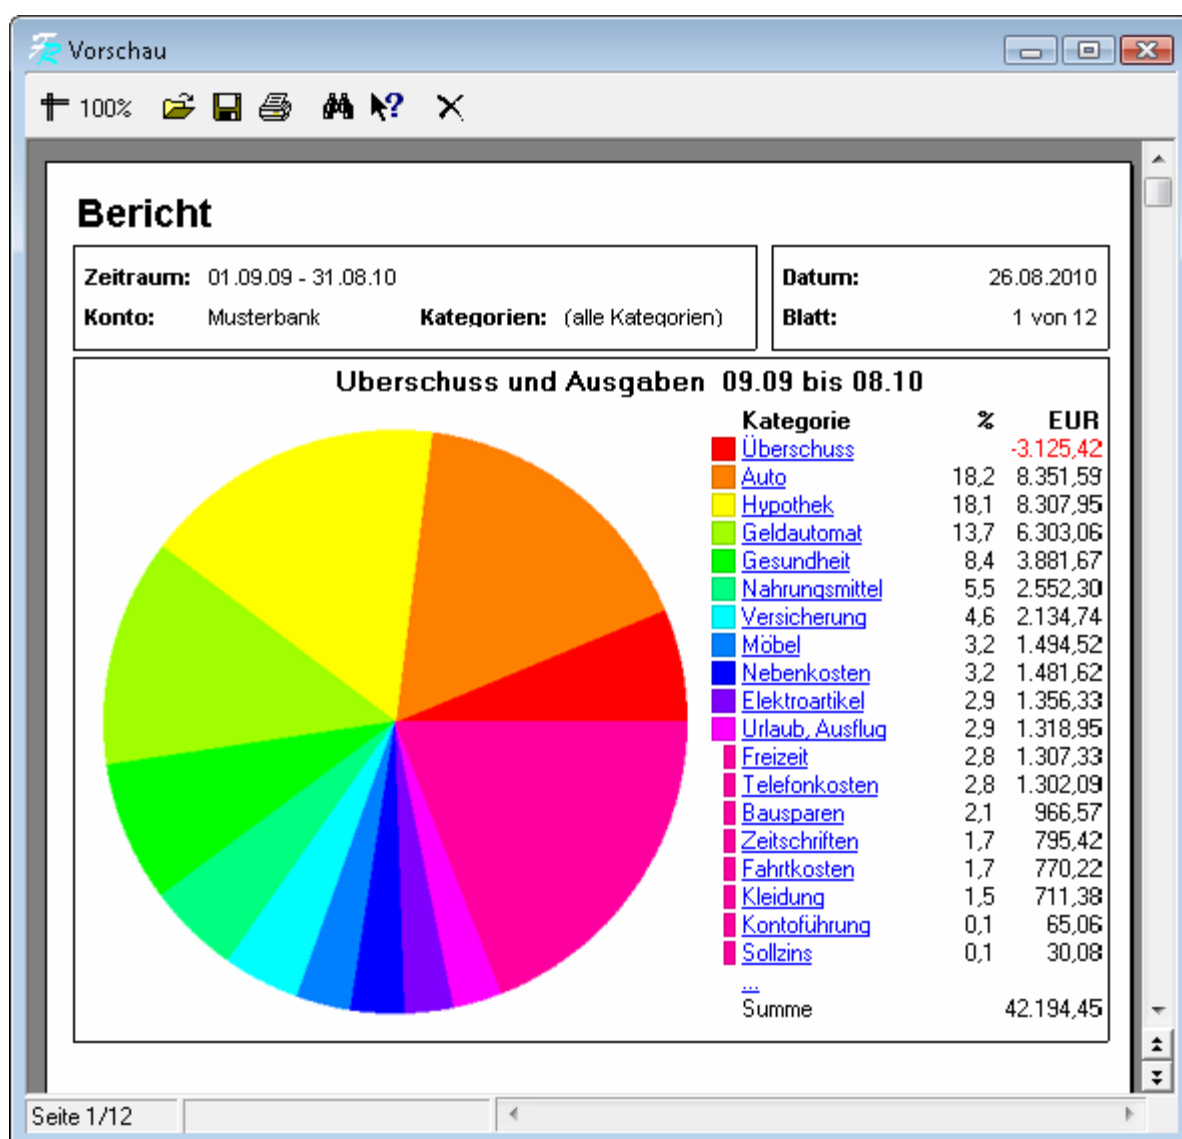 Vorschau
100%
Bericht
Zeitraum: 01.09.09 - 31.08.10
Konto: Musterbank Kategorien: (alle Kategorien)
Datum: 26.08.2010
Blatt: 1 von 12
Uberschuss und Ausgaben 09.09 bis 08.10
Kategorie % EUR
Überschuss -3.125,42
Auto 18,2 8.351,59
Hypothek 18,1 8.307,95
Geldautomat 13,7 6.303,06
Gesundheit 8,4 3.881,67
Nahrungsmittel 5,5 2.552,30
Versicherung 4,6 2.134,74
Möbel 3,2 1.494,52
Nebenkosten 3,2 1.481,62
Elektroartikel 2,9 1.356,33
Urlaub, Ausflug 2,9 1.318,95
Freizeit 2,8 1.307,33
Telefonkosten 2,8 1.302,09
Bausparen 2,1 966,57
Zeitschriften 1,7 795,42
Fahrtkosten 1,7 770,22
Kleidung 1,5 711,38
Kontoführung 0,1 65,06
Sollzins 0,1 30,08
...
Summe 42.194,45
Seite 1/12